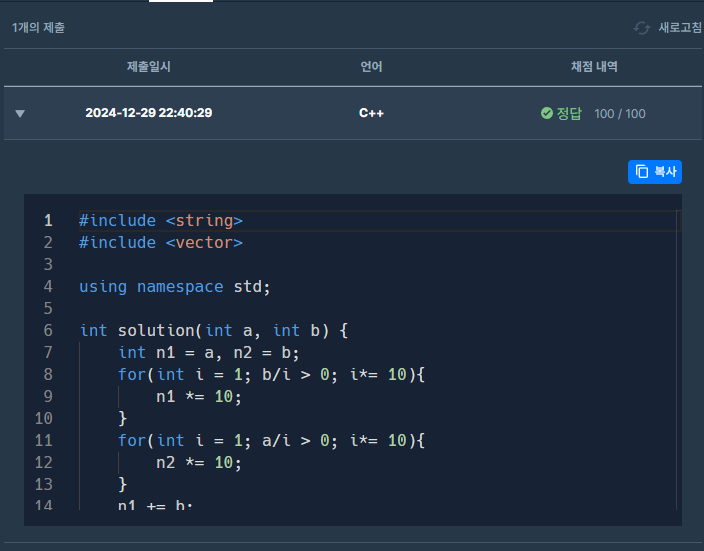 1개의 제출
새로고침
제출일시 언어 채점 내역
2024-12-29 22:40:29 C++ 정답 100 / 100
복사
1 #include <string>
2 #include <vector>
3
4 using namespace std;
5
6 int solution(int a, int b) {
7     int n1 = a, n2 = b;
8     for(int i = 1; b/i > 0; i*= 10){
9         n1 *= 10;
10     }
11     for(int i = 1; a/i > 0; i*= 10){
12         n2 *= 10;
13     }
14     n1 += b;